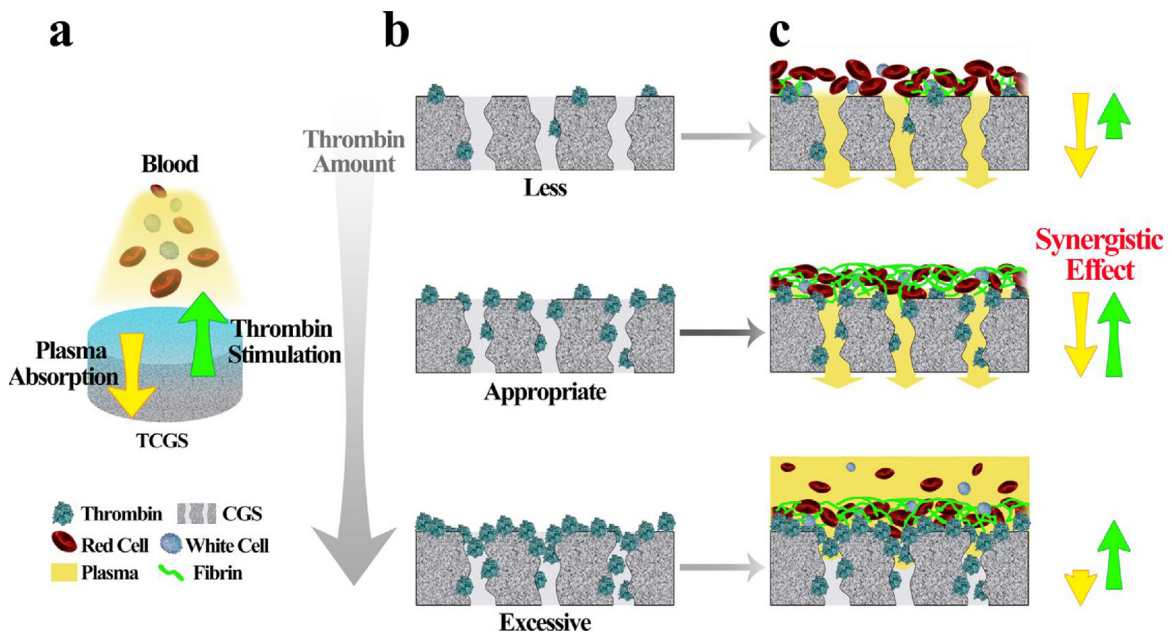 a
b
c
Blood
Plasma
Absorption
Thrombin
Stimulation
TCGS
Thrombin
CGS
Red Cell
White Cell
Plasma
Fibrin
Thrombin
Amount
Less
Appropriate
Excessive
Synergistic
Effect